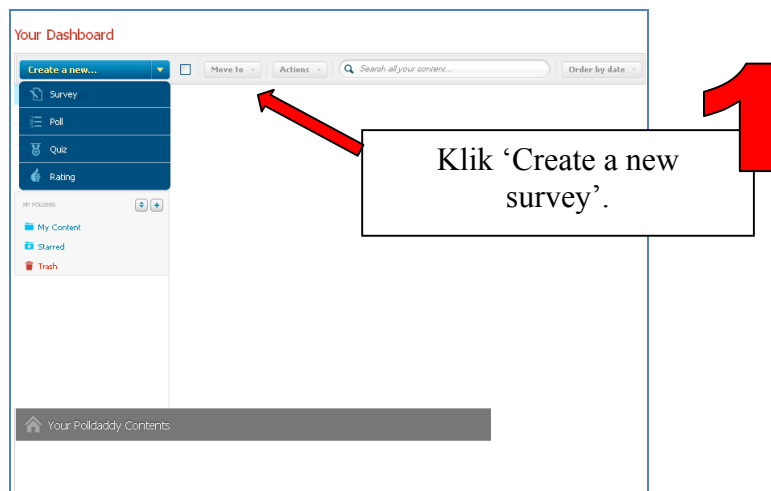 Your Dashboard
Create a new... Move to Actions Search all your content... Order by date
Survey
Poll
Quiz
Rating
1
Klik ‘Create a new
survey’.
MY FOLDERS
My Content
Starred
Trash
Your Polldaddy Contents